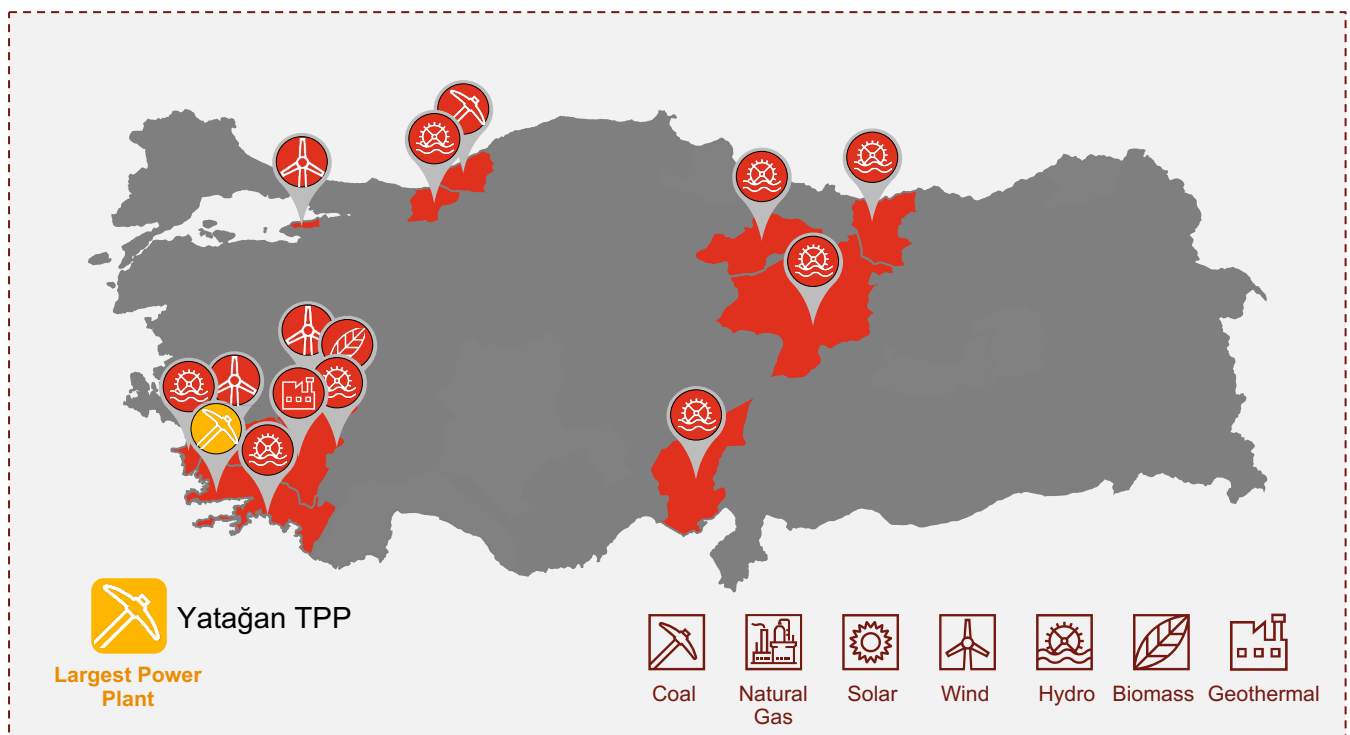 Yatağan TPP
Largest Power
Plant
Coal
Natural
Gas
Solar
Wind
Hydro
Biomass
Geothermal